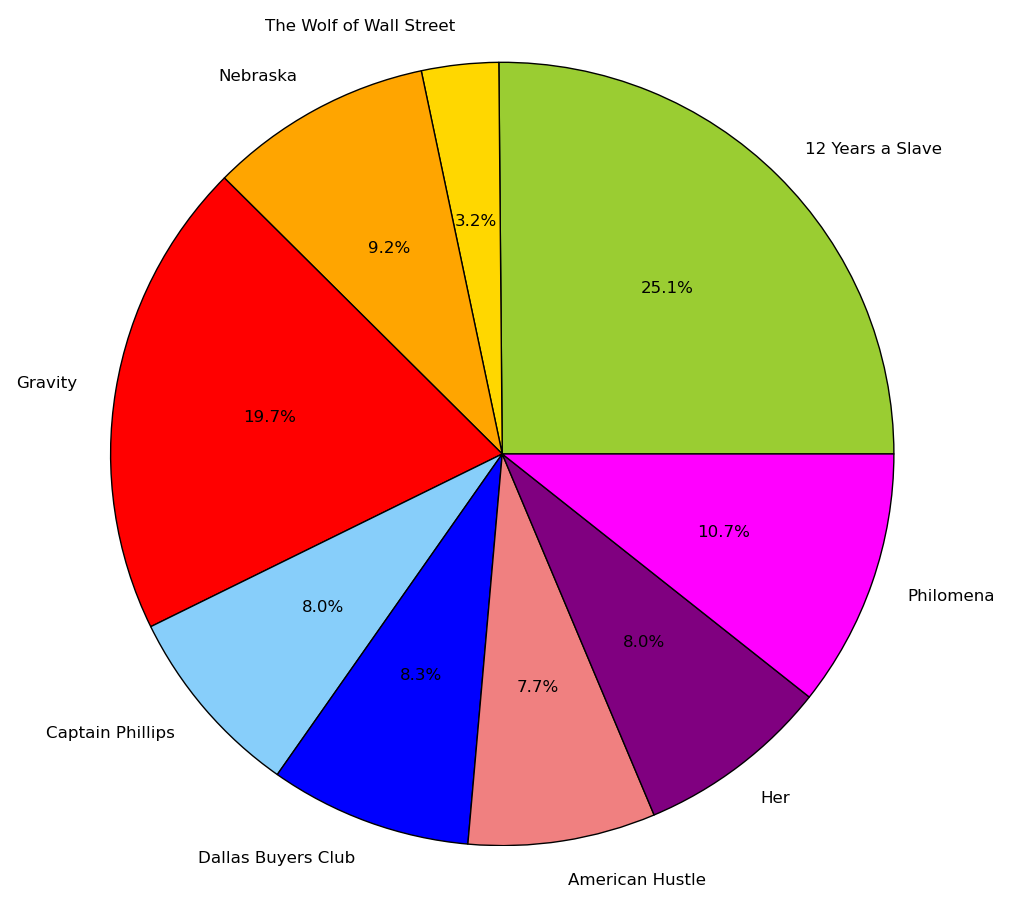 The Wolf of Wall Street
Nebraska
12 Years a Slave
3.2%
9.2%
25.1%
Gravity
19.7%
10.7%
Philomena
8.0%
8.0%
8.3%
7.7%
Captain Phillips
Her
Dallas Buyers Club
American Hustle